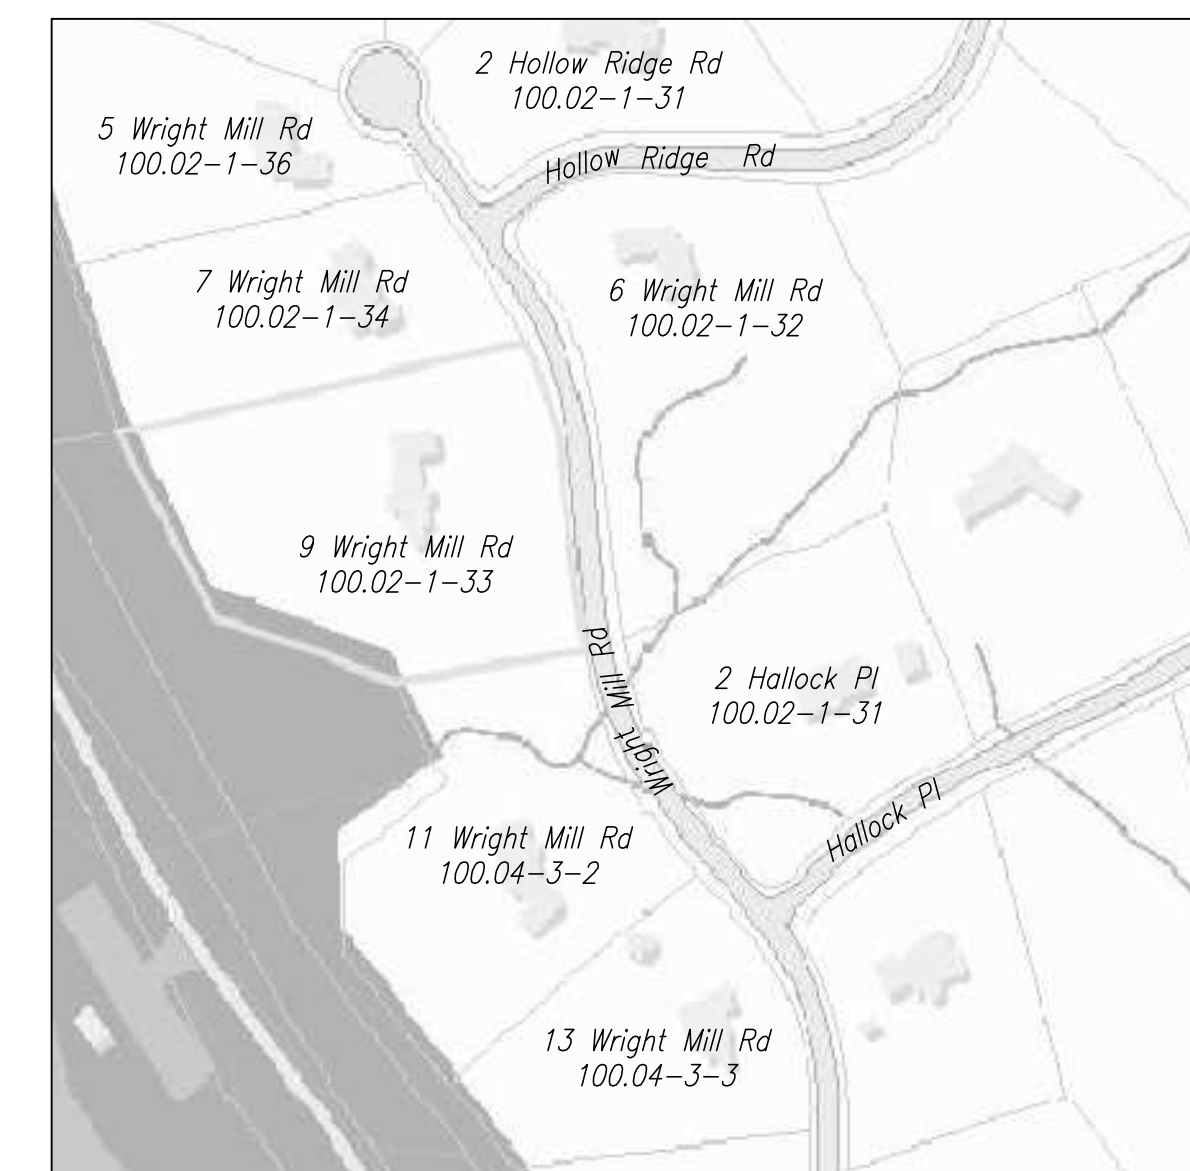 2 Hollow Ridge Rd
100.02-1-31
5 Wright Mill Rd
100.02-1-36
Hollow Ridge Rd
7 Wright Mill Rd
100.02-1-34
6 Wright Mill Rd
100.02-1-32
9 Wright Mill Rd
100.02-1-33
Wright Mill Rd
2 Hallock Pl
100.02-1-31
Hallock Pl
11 Wright Mill Rd
100.04-3-2
13 Wright Mill Rd
100.04-3-3